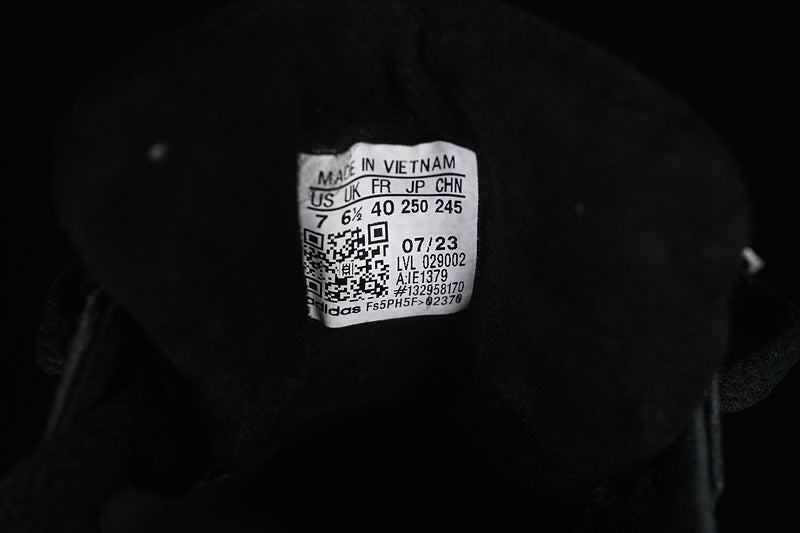 MADE IN VIETNAM
US UK FR JP CHN
7 6½ 40 250 245
07/23
LVL 029002
A:IE1379
#132958170
adidas Fs5PH5F>02370